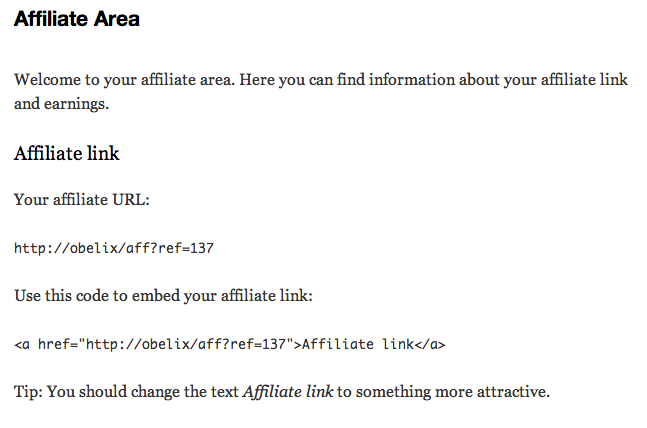 Affiliate Area
Welcome to your affiliate area. Here you can find information about your affiliate link
and earnings.
Affiliate link
Your affiliate URL:
http://obelix/aff?ref=137
Use this code to embed your affiliate link:
<a href="http://obelix/aff?ref=137">Affiliate link</a>
Tip: You should change the text Affiliate link to something more attractive.